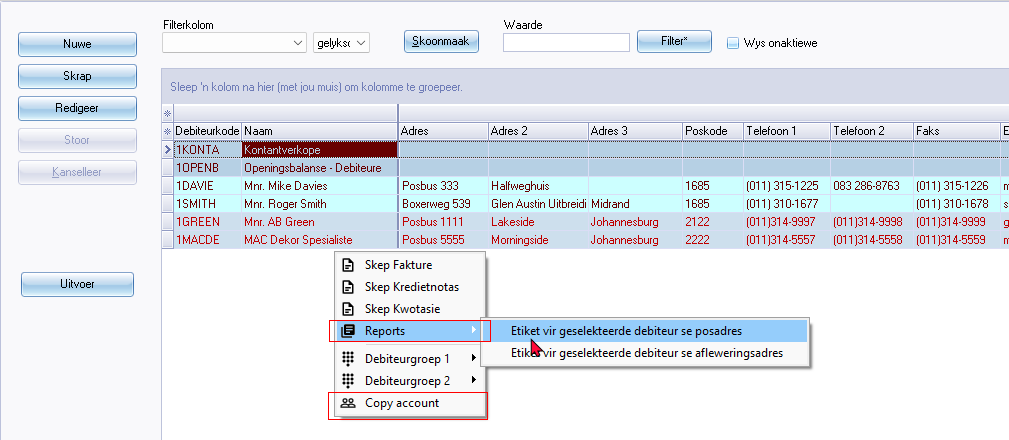 Filterkolom Waarde
Nuwe gelyksc Skoonmaak Filter* Wys onaktiewe
Skrap
Sleep 'n kolom na hier (met jou muis) om kolomme te groepeer.
Redigeer
Stoor
Kanselleer
Uitvoer
Debiteurkode Naam Adres Adres 2 Adres 3 Poskode Telefoon 1 Telefoon 2 Faks E
1KONTA Kontantverkope
1OPENB Openingsbalanse - Debiteure
1DAVIE Mnr. Mike Davies Posbus 333 Halfweghuis 1685 (011) 315-1225 083 286-8763 (011) 315-1226 m
1SMITH Mnr. Roger Smith Boxerweg 539 Glen Austin Uitbreidi Midrand 1685 (011) 310-1677 (011) 310-1678 s
1GREEN Mnr. AB Green Posbus 1111 Lakeside Johannesburg 2122 (011)314-9997 (011)314-9998 (011)314-9999 g
1MACDE MAC Dekor Spesialiste Posbus 5555 Morningside Johannesburg 2222 (011)314-5557 (011)314-5558 (011)314-5559 m
Skep Fakture
Skep Kredietnotas
Skep Kwotasie
Reports
Etiket vir geselekteerde debiteur se posadres
Etiket vir geselekteerde debiteur se afleweringsadres
Debiteurgroep 1
Debiteurgroep 2
Copy account